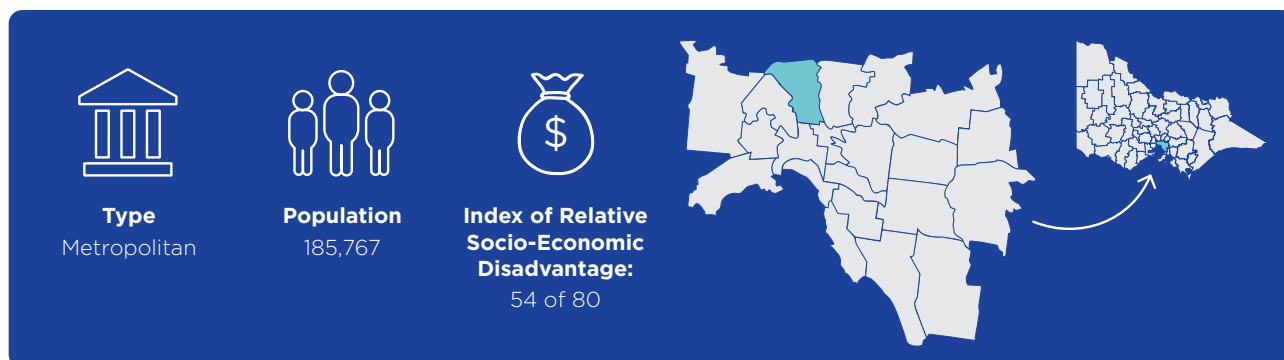 Type
Metropolitan
Population
185,767
$
Index of Relative
Socio-Economic
Disadvantage:
54 of 80